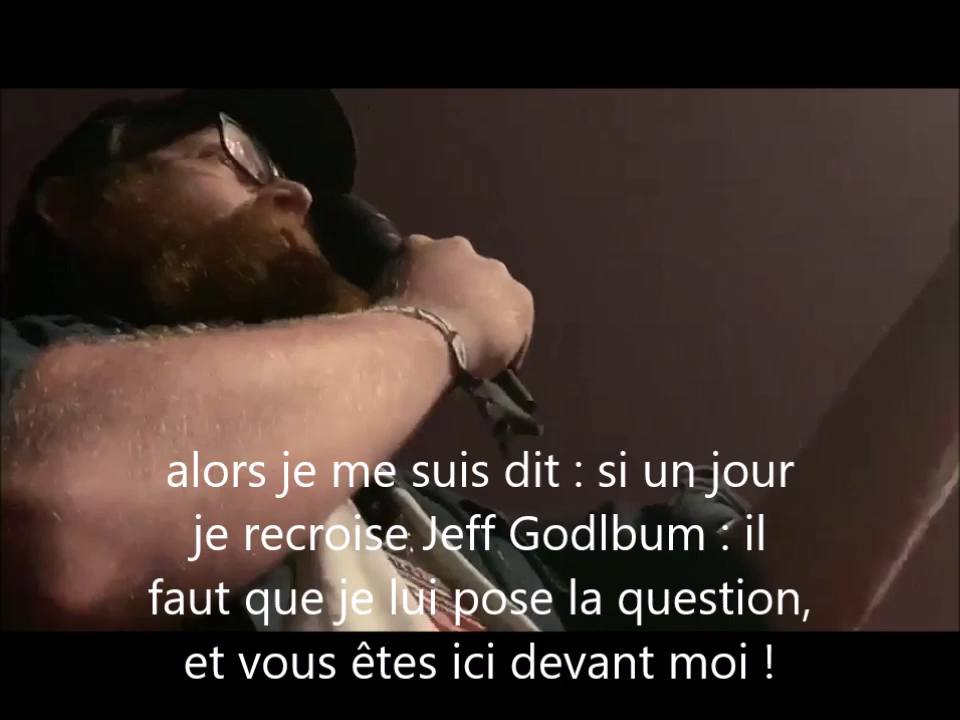 alors je me suis dit : si un jour
je recroise Jeff Godlbum : il
faut que je lui pose la question,
et vous êtes ici devant moi !